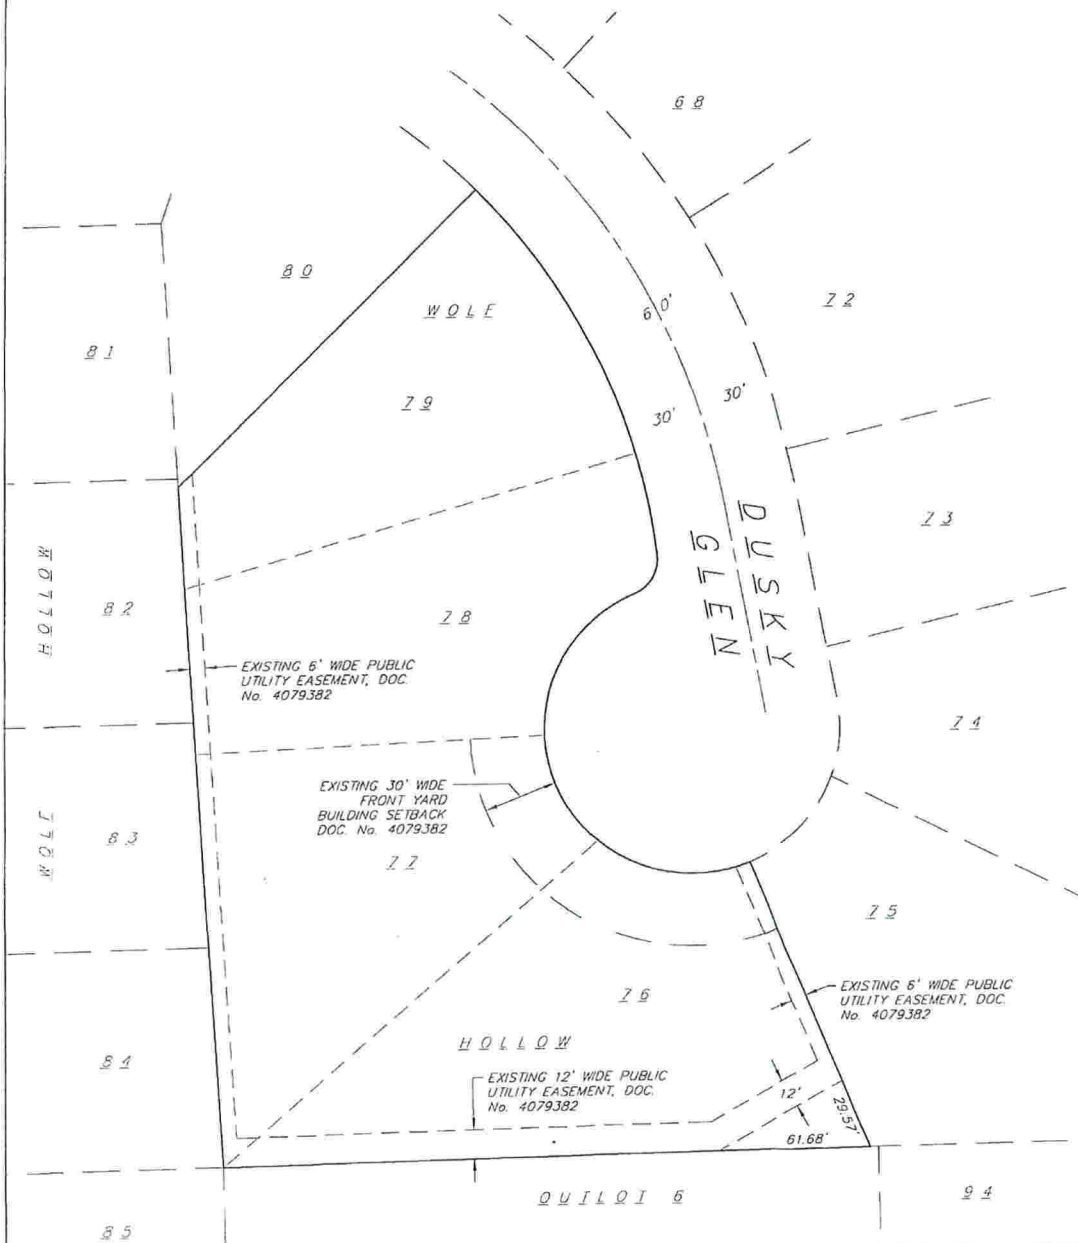 68
80
WOLF
60'
72
81
79
30'
30'
DUSKY
GLEN
73
HOLLOW
82
78
EXISTING 6' WIDE PUBLIC
UTILITY EASEMENT, DOC.
No. 4079382
74
EXISTING 30' WIDE
FRONT YARD
BUILDING SETBACK
DOC. No. 4079382
WOLF
83
77
75
76
EXISTING 6' WIDE PUBLIC
UTILITY EASEMENT, DOC.
No. 4079382
HOLLOW
84
EXISTING 12' WIDE PUBLIC
UTILITY EASEMENT, DOC.
No. 4079382
12'
29.57'
61.68'
OUTLOT 6
94
85